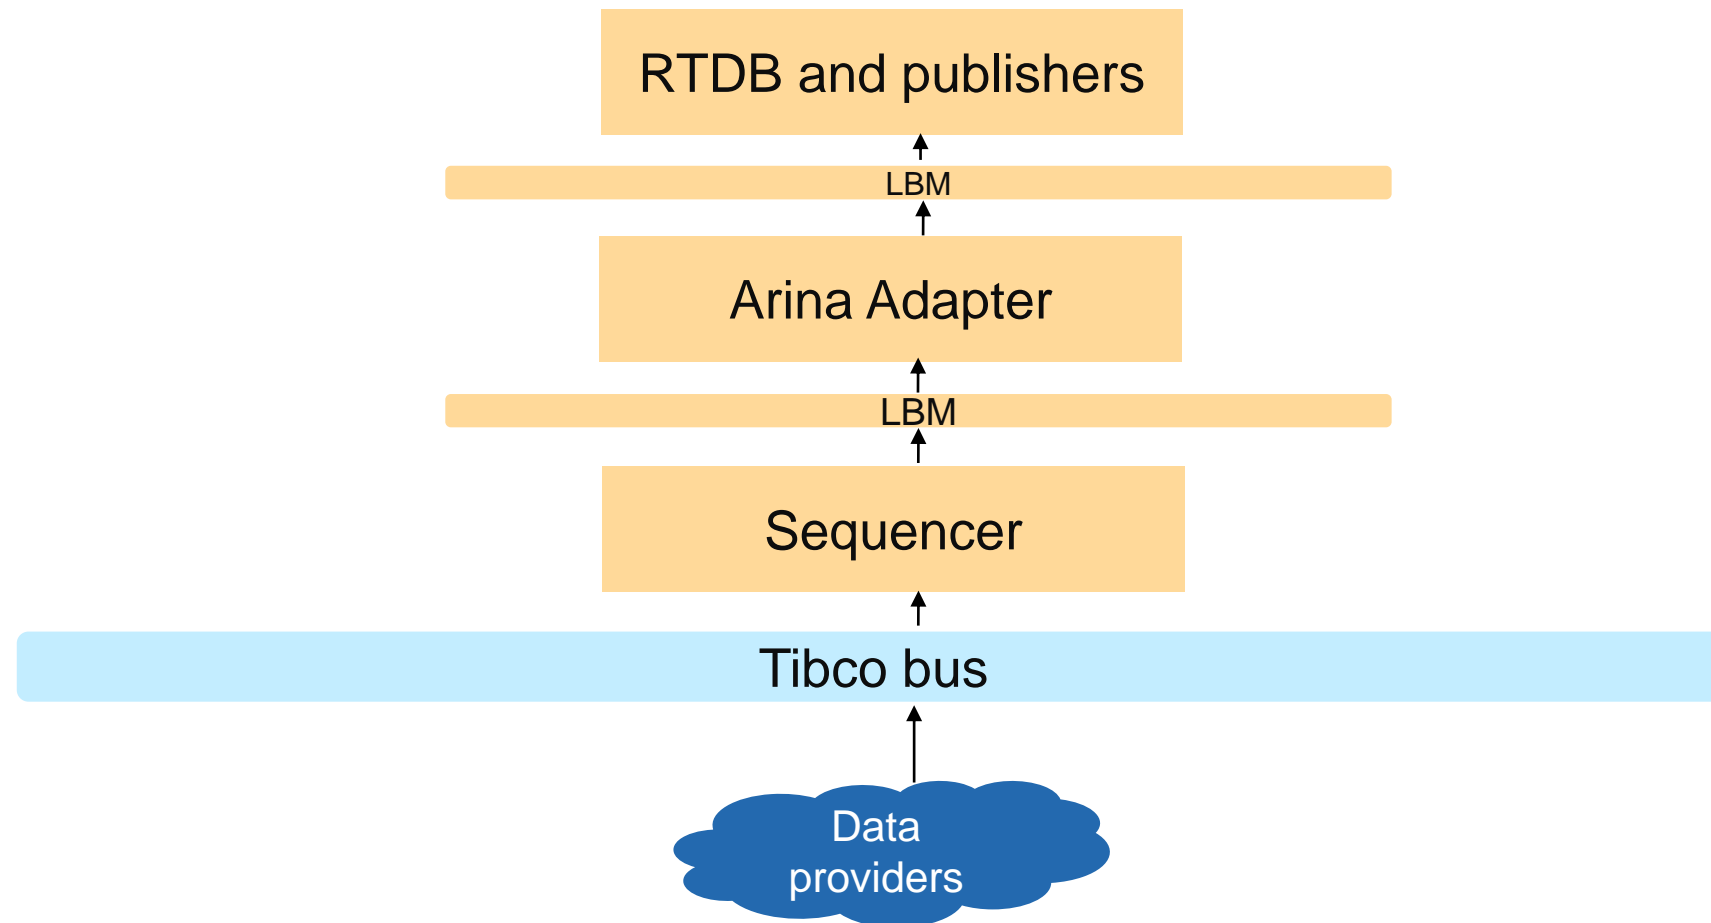 RTDB and publishers
LBM
Arina Adapter
LBM
Sequencer
Tibco bus
Data
providers